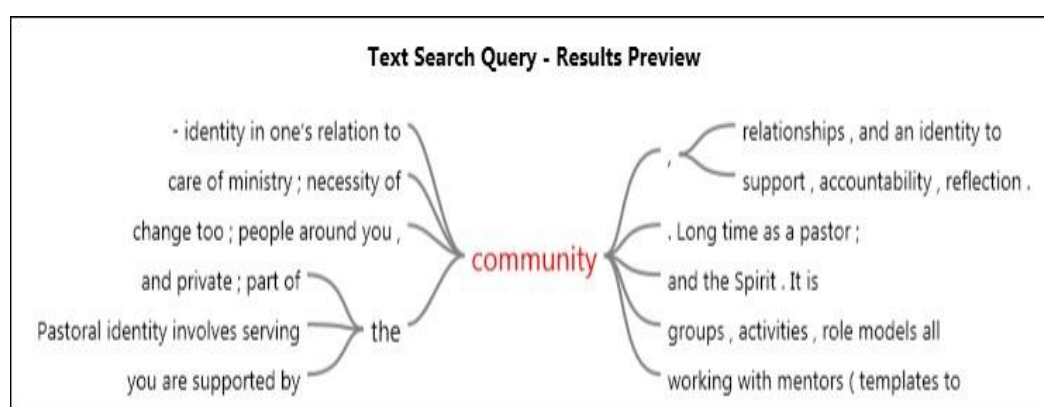 Text Search Query - Results Preview
- identity in one's relation to
care of ministry ; necessity of
change too ; people around you ,
and private ; part of
Pastoral identity involves serving
you are supported by
the
community
,
relationships , and an identity to
support , accountability , reflection .
. Long time as a pastor ;
and the Spirit . It is
groups , activities , role models all
working with mentors ( templates to